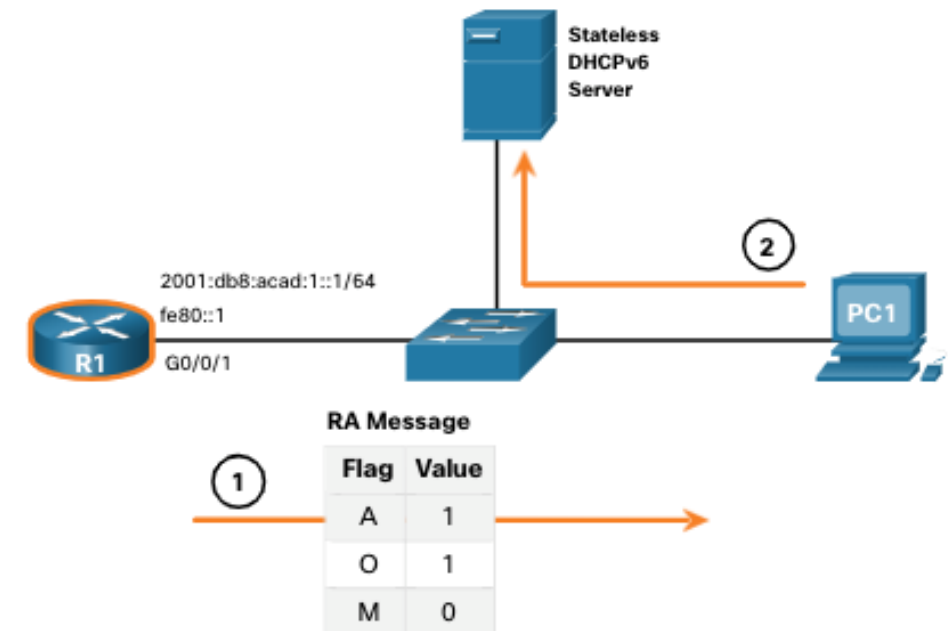 Stateless
DHCPv6
Server
2
2001:db8:acad:1::1/64
fe80::1
PC1
R1
G0/0/1
RA Message
1
Flag Value
A 1
O 1
M 0